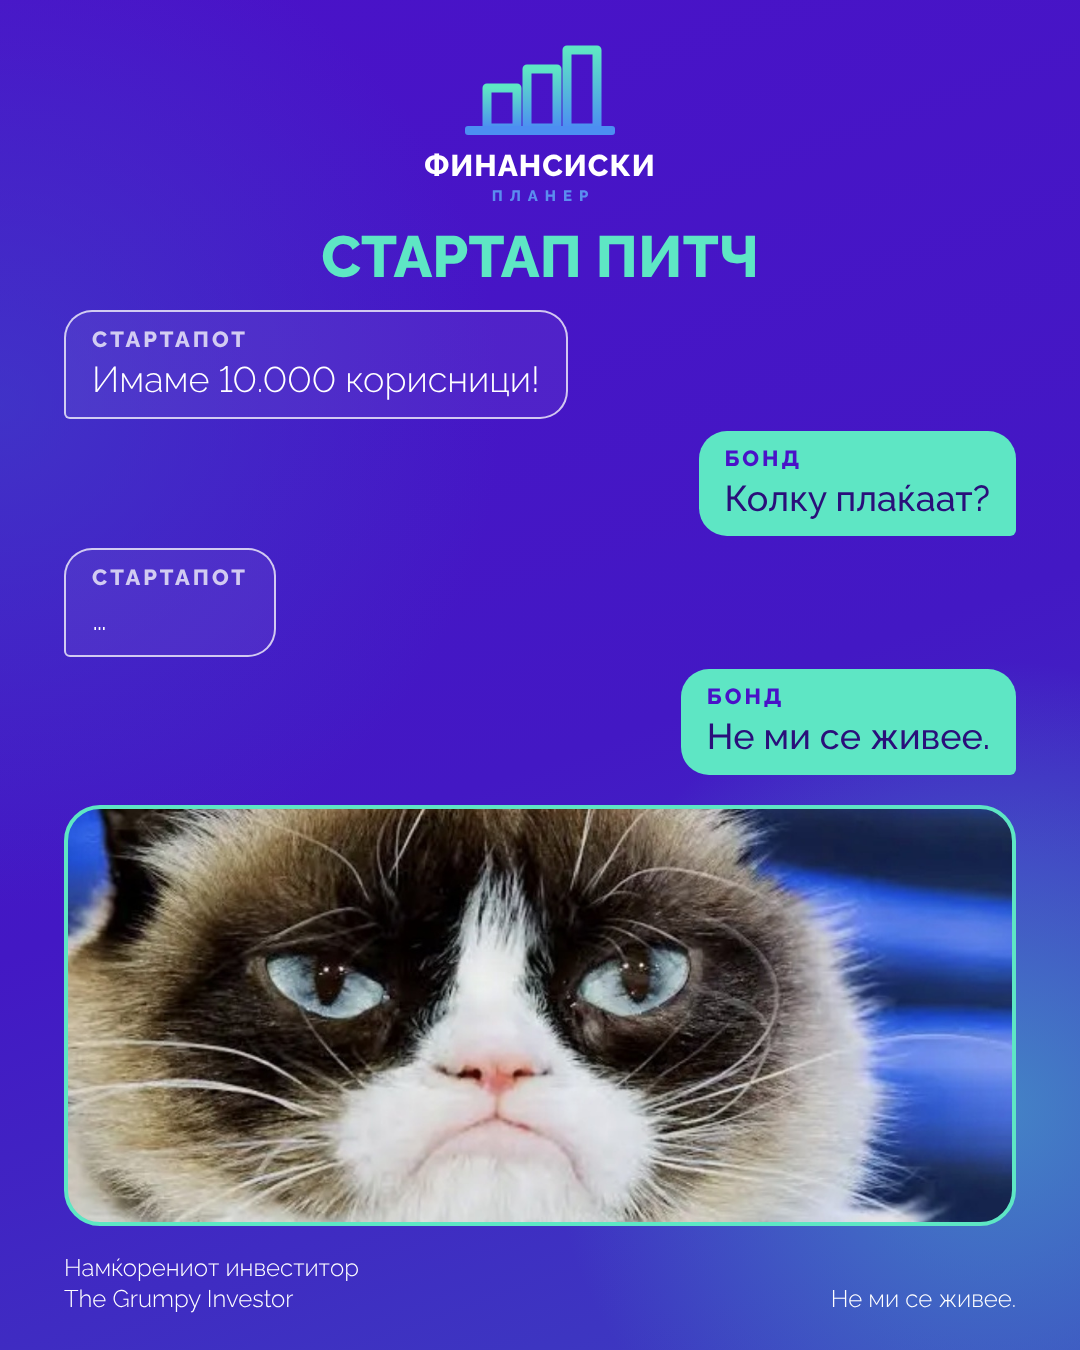 ФИНАНСИСКИ
ПЛАНЕР
СТАРТАП ПИТЧ
СТАРТАПОТ
Имаме 10.000 корисници!
БОНД
Колку плаќаат?
СТАРТАПОТ
...
БОНД
Не ми се живее.
Намќорениот инвеститор
The Grumpy Investor
Не ми се живее.